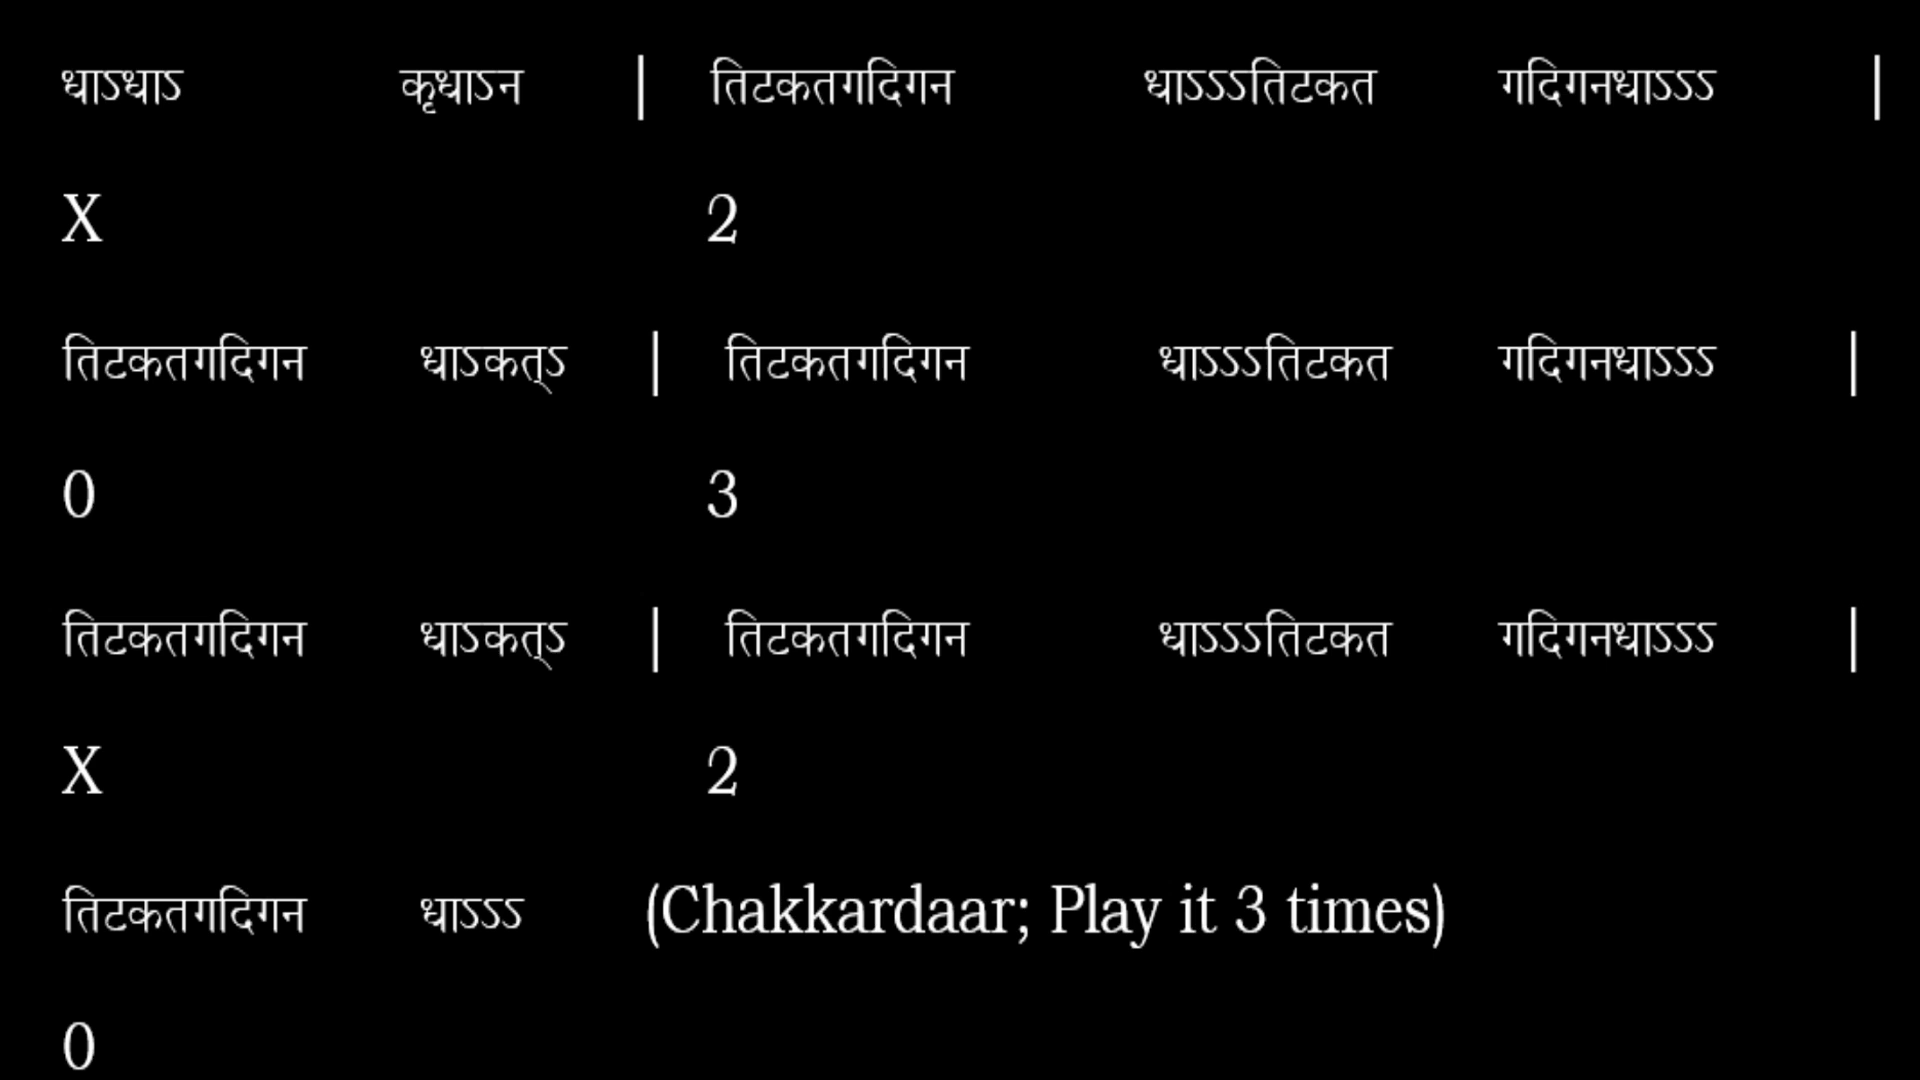 धाऽधाऽ कृधाऽन | तिटकतगदिगन धाऽऽऽतिटकत गदिगनधाऽऽऽ |
X 2
तिटकतगदिगन धाऽकत्ऽ | तिटकतगदिगन धाऽऽऽतिटकत गदिगनधाऽऽऽ |
0 3
तिटकतगदिगन धाऽकत्ऽ | तिटकतगदिगन धाऽऽऽतिटकत गदिगनधाऽऽऽ |
X 2
तिटकतगदिगन धाऽऽऽ (Chakkardaar; Play it 3 times)
0